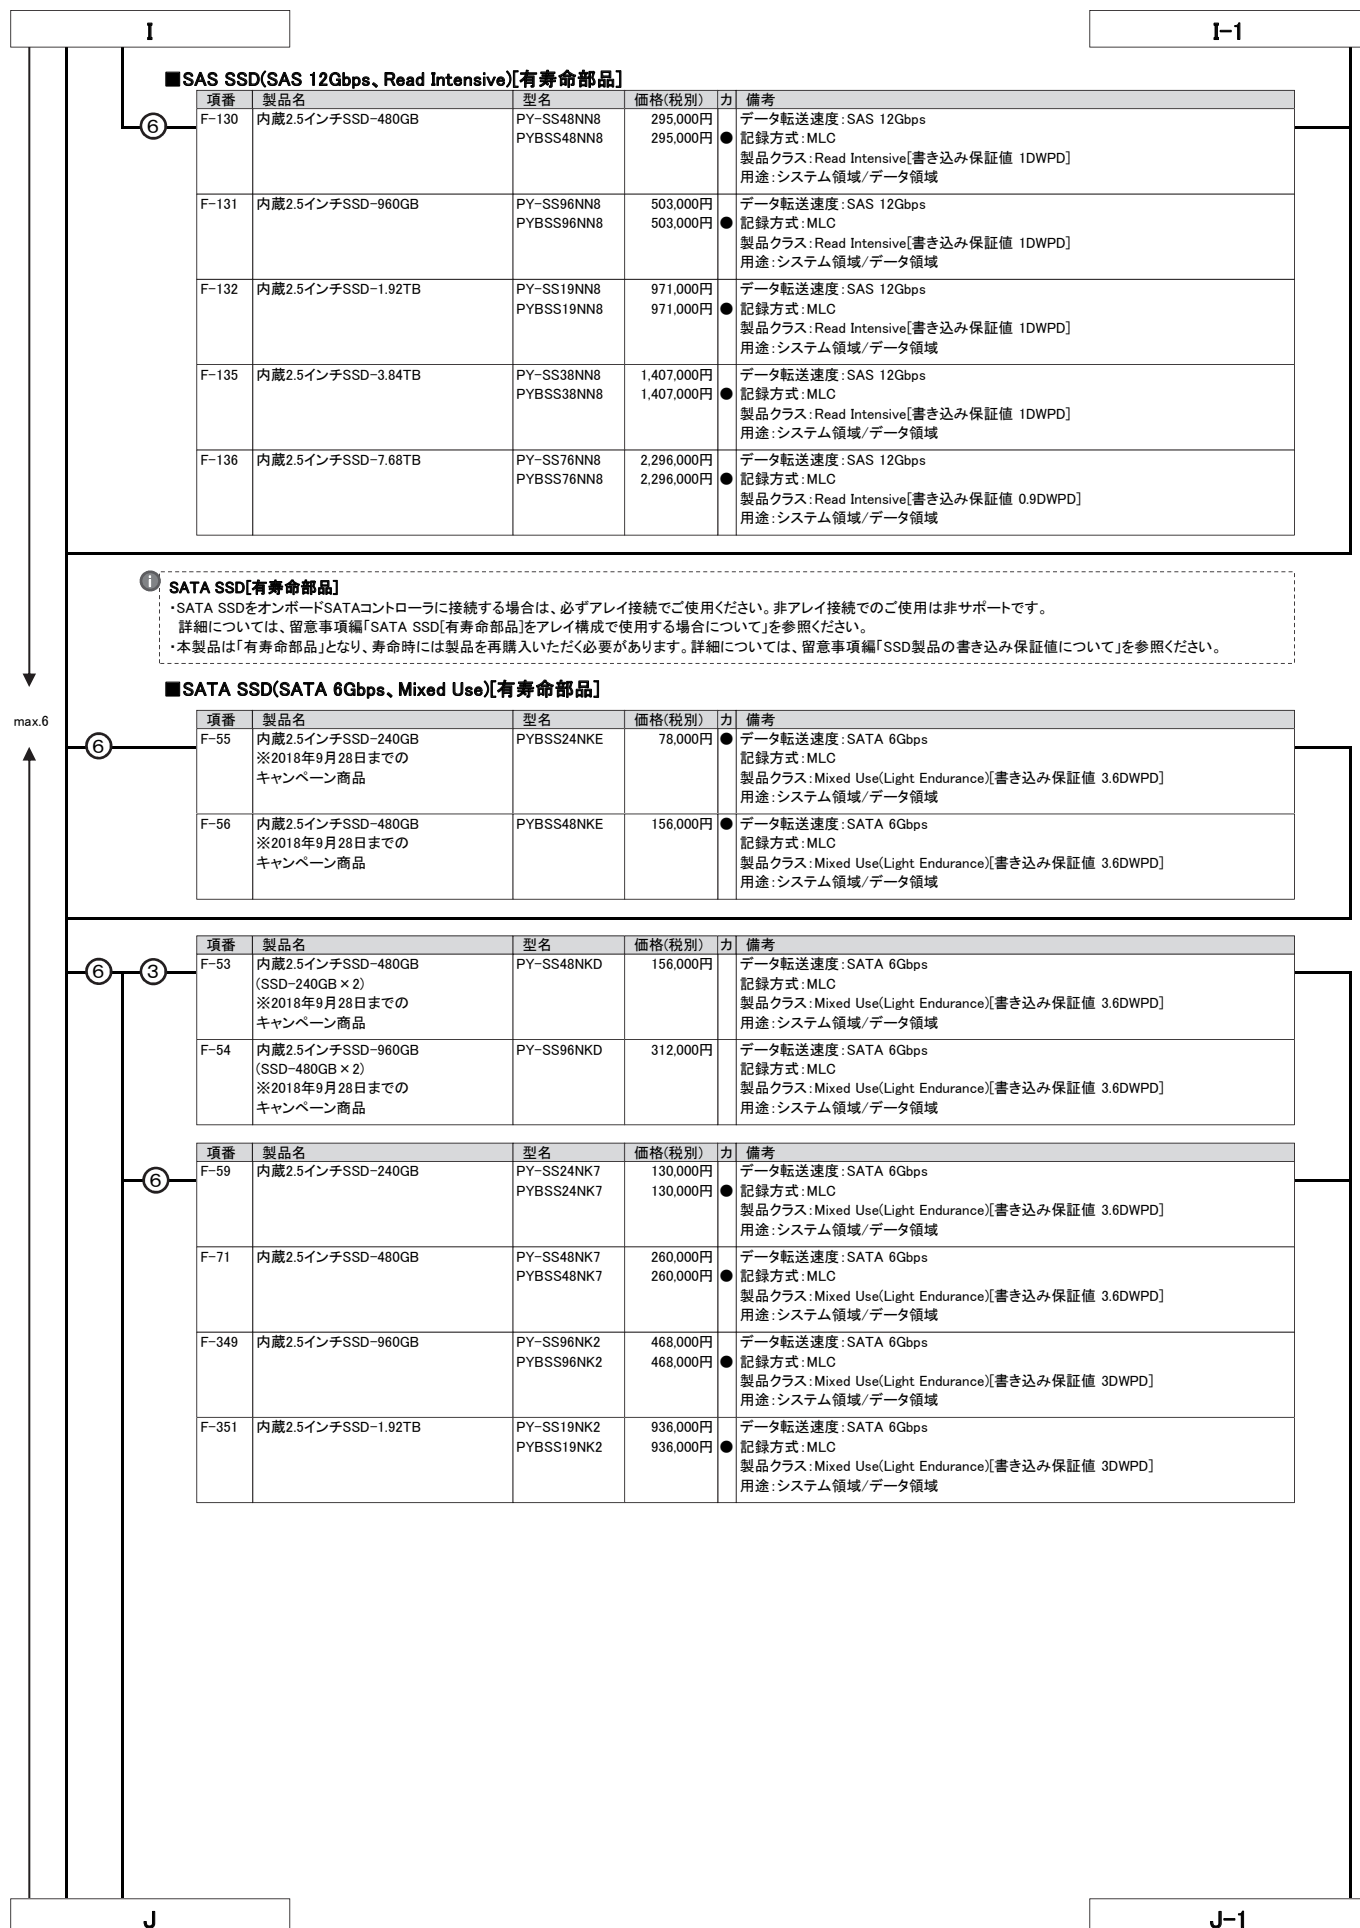 I
I-1
■SAS SSD(SAS 12Gbps、Read Intensive)[有寿命部品]
項番 製品名 型名 価格(税別) カ 備考
⑥
F-130 内蔵2.5インチSSD-480GB PY-SS48NN8 295,000円 データ転送速度:SAS 12Gbps
PYBSS48NN8 295,000円 ● 記録方式:MLC
製品クラス:Read Intensive[書き込み保証値 1DWPD]
用途:システム領域/データ領域
F-131 内蔵2.5インチSSD-960GB PY-SS96NN8 503,000円 データ転送速度:SAS 12Gbps
PYBSS96NN8 503,000円 ● 記録方式:MLC
製品クラス:Read Intensive[書き込み保証値 1DWPD]
用途:システム領域/データ領域
F-132 内蔵2.5インチSSD-1.92TB PY-SS19NN8 971,000円 データ転送速度:SAS 12Gbps
PYBSS19NN8 971,000円 ● 記録方式:MLC
製品クラス:Read Intensive[書き込み保証値 1DWPD]
用途:システム領域/データ領域
F-135 内蔵2.5インチSSD-3.84TB PY-SS38NN8 1,407,000円 データ転送速度:SAS 12Gbps
PYBSS38NN8 1,407,000円 ● 記録方式:MLC
製品クラス:Read Intensive[書き込み保証値 1DWPD]
用途:システム領域/データ領域
F-136 内蔵2.5インチSSD-7.68TB PY-SS76NN8 2,296,000円 データ転送速度:SAS 12Gbps
PYBSS76NN8 2,296,000円 ● 記録方式:MLC
製品クラス:Read Intensive[書き込み保証値 0.9DWPD]
用途:システム領域/データ領域
i
SATA SSD[有寿命部品]
・SATA SSDをオンボードSATAコントローラに接続する場合は、必ずアレイ接続でご使用ください。非アレイ接続でのご使用は非サポートです。
詳細については、留意事項編「SATA SSD[有寿命部品]をアレイ構成で使用する場合について」を参照ください。
・本製品は「有寿命部品」となり、寿命時には製品を再購入いただく必要があります。詳細については、留意事項編「SSD製品の書き込み保証値について」を参照ください。
■SATA SSD(SATA 6Gbps、Mixed Use)[有寿命部品]
max.6
項番 製品名 型名 価格(税別) カ 備考
⑥
F-55 内蔵2.5インチSSD-240GB PYBSS24NKE 78,000円 ● データ転送速度:SATA 6Gbps
※2018年9月28日までの 記録方式:MLC
キャンペーン商品 製品クラス:Mixed Use(Light Endurance)[書き込み保証値 3.6DWPD]
用途:システム領域/データ領域
F-56 内蔵2.5インチSSD-480GB PYBSS48NKE 156,000円 ● データ転送速度:SATA 6Gbps
※2018年9月28日までの 記録方式:MLC
キャンペーン商品 製品クラス:Mixed Use(Light Endurance)[書き込み保証値 3.6DWPD]
用途:システム領域/データ領域
項番 製品名 型名 価格(税別) カ 備考
⑥ ③
F-53 内蔵2.5インチSSD-480GB PY-SS48NKD 156,000円 データ転送速度:SATA 6Gbps
(SSD-240GB×2) 記録方式:MLC
※2018年9月28日までの 製品クラス:Mixed Use(Light Endurance)[書き込み保証値 3.6DWPD]
キャンペーン商品 用途:システム領域/データ領域
F-54 内蔵2.5インチSSD-960GB PY-SS96NKD 312,000円 データ転送速度:SATA 6Gbps
(SSD-480GB×2) 記録方式:MLC
※2018年9月28日までの 製品クラス:Mixed Use(Light Endurance)[書き込み保証値 3.6DWPD]
キャンペーン商品 用途:システム領域/データ領域
項番 製品名 型名 価格(税別) カ 備考
⑥
F-59 内蔵2.5インチSSD-240GB PY-SS24NK7 130,000円 データ転送速度:SATA 6Gbps
PYBSS24NK7 130,000円 ● 記録方式:MLC
製品クラス:Mixed Use(Light Endurance)[書き込み保証値 3.6DWPD]
用途:システム領域/データ領域
F-71 内蔵2.5インチSSD-480GB PY-SS48NK7 260,000円 データ転送速度:SATA 6Gbps
PYBSS48NK7 260,000円 ● 記録方式:MLC
製品クラス:Mixed Use(Light Endurance)[書き込み保証値 3.6DWPD]
用途:システム領域/データ領域
F-349 内蔵2.5インチSSD-960GB PY-SS96NK2 468,000円 データ転送速度:SATA 6Gbps
PYBSS96NK2 468,000円 ● 記録方式:MLC
製品クラス:Mixed Use(Light Endurance)[書き込み保証値 3DWPD]
用途:システム領域/データ領域
F-351 内蔵2.5インチSSD-1.92TB PY-SS19NK2 936,000円 データ転送速度:SATA 6Gbps
PYBSS19NK2 936,000円 ● 記録方式:MLC
製品クラス:Mixed Use(Light Endurance)[書き込み保証値 3DWPD]
用途:システム領域/データ領域
J
J-1